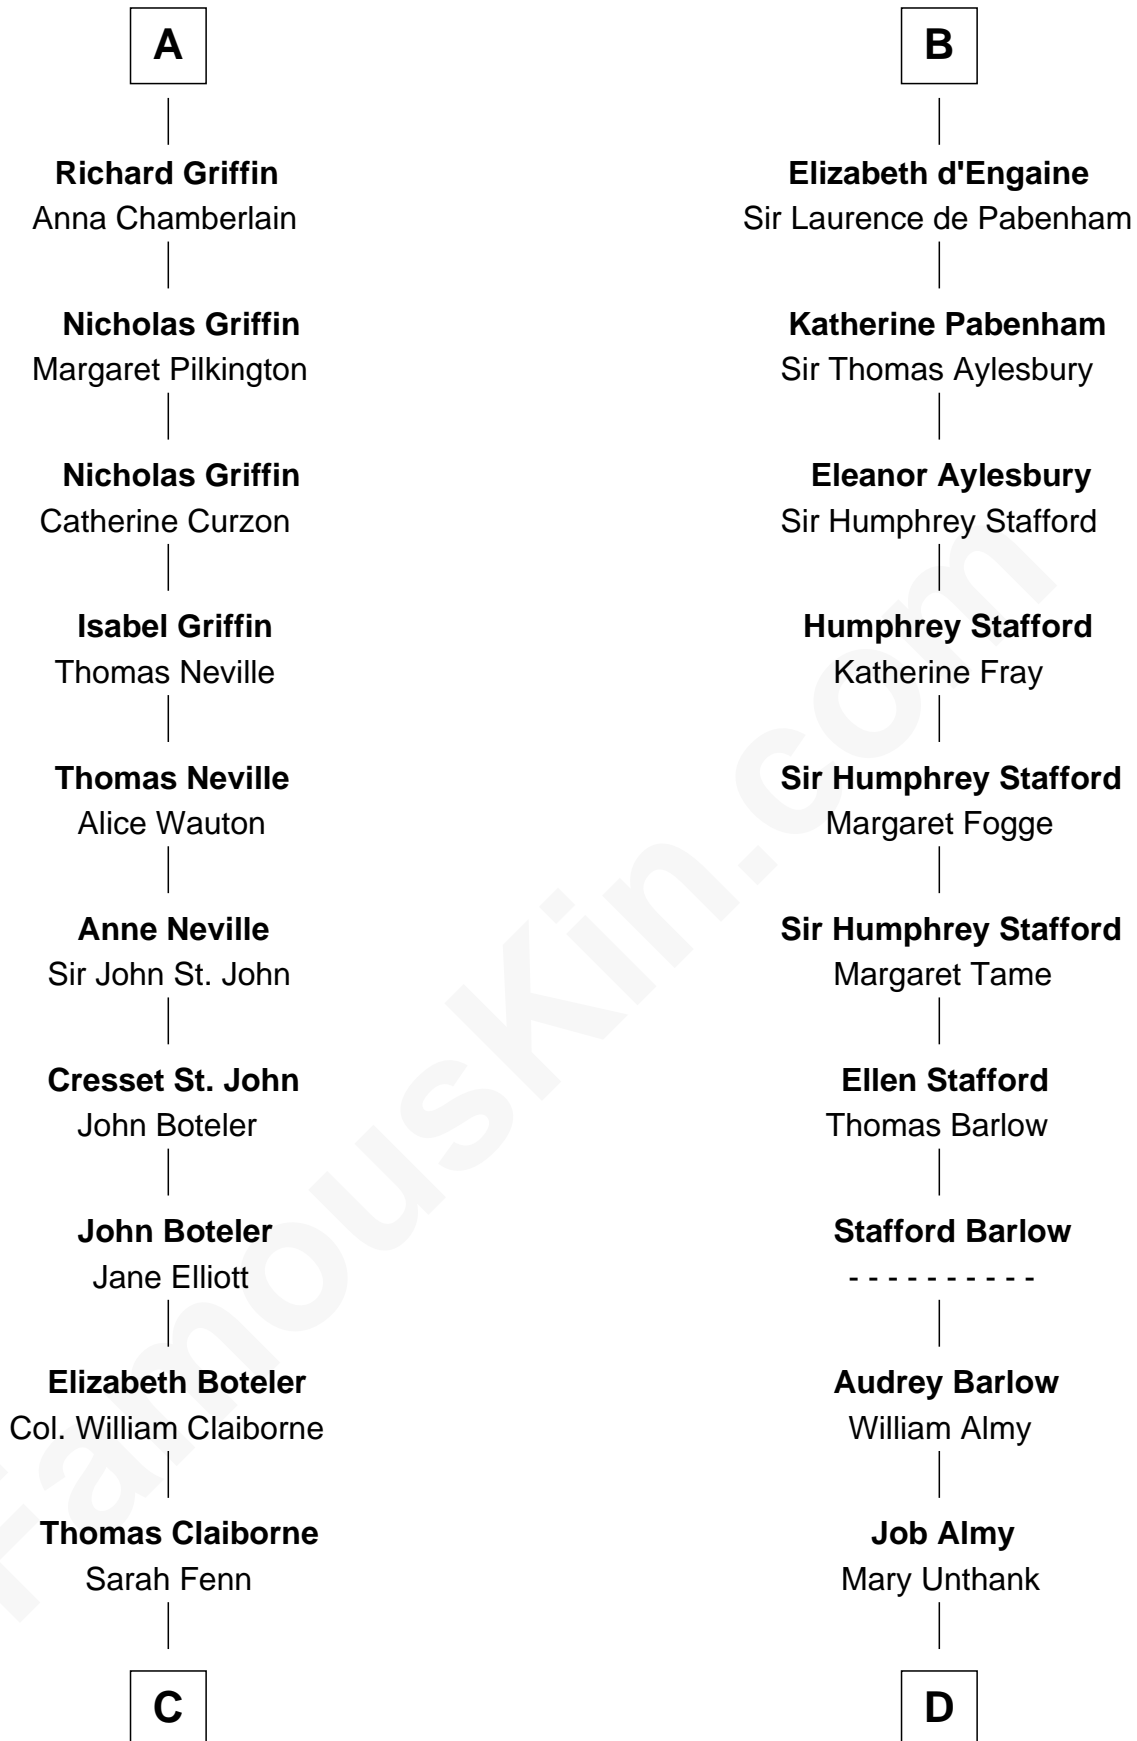 A
Richard Griffin
Anna Chamberlain
Nicholas Griffin
Margaret Pilkington
Nicholas Griffin
Catherine Curzon
Isabel Griffin
Thomas Neville
Thomas Neville
Alice Wauton
Anne Neville
Sir John St. John
Cresset St. John
John Boteler
John Boteler
Jane Elliott
Elizabeth Boteler
Col. William Claiborne
Thomas Claiborne
Sarah Fenn
C
B
Elizabeth d'Engaine
Sir Laurence de Pabenham
Katherine Pabenham
Sir Thomas Aylesbury
Eleanor Aylesbury
Sir Humphrey Stafford
Humphrey Stafford
Katherine Fray
Sir Humphrey Stafford
Margaret Fogge
Sir Humphrey Stafford
Margaret Tame
Ellen Stafford
Thomas Barlow
Stafford Barlow
- - - - - - - - - -
Audrey Barlow
William Almy
Job Almy
Mary Unthank
D
FamousKin.com